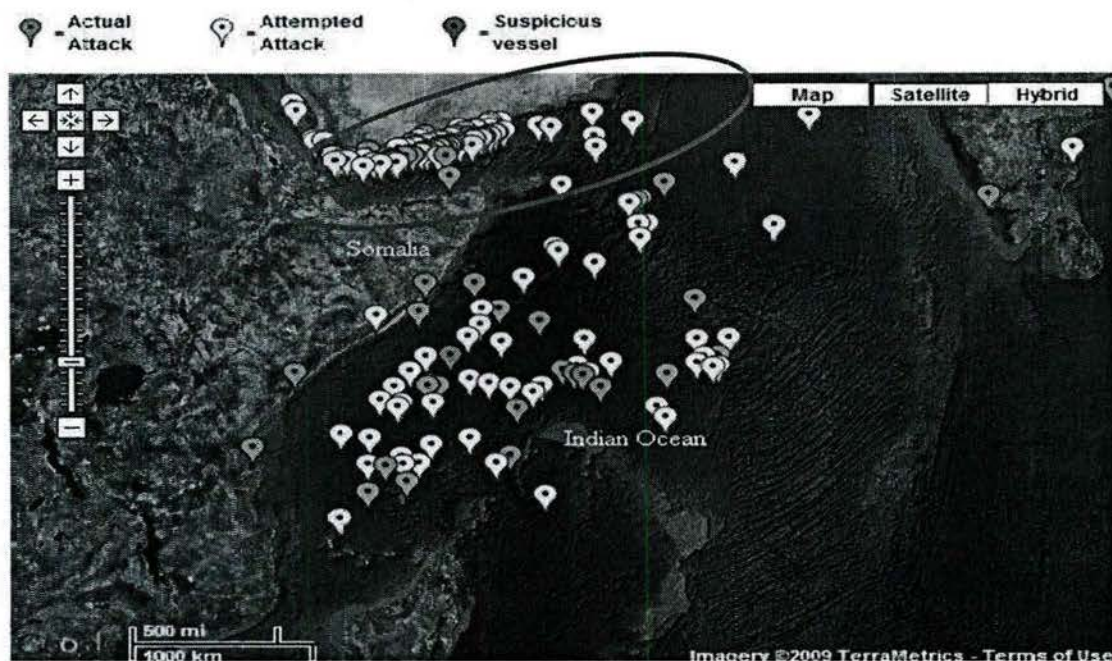 = Actual
Attack
= Attempted
Attack
= Suspicious
vessel
Map
Satellite
Hybrid
Somalia
Indian Ocean
500 mi
1000 km
Imagery ©2009 TerraMetrics - Terms of Use